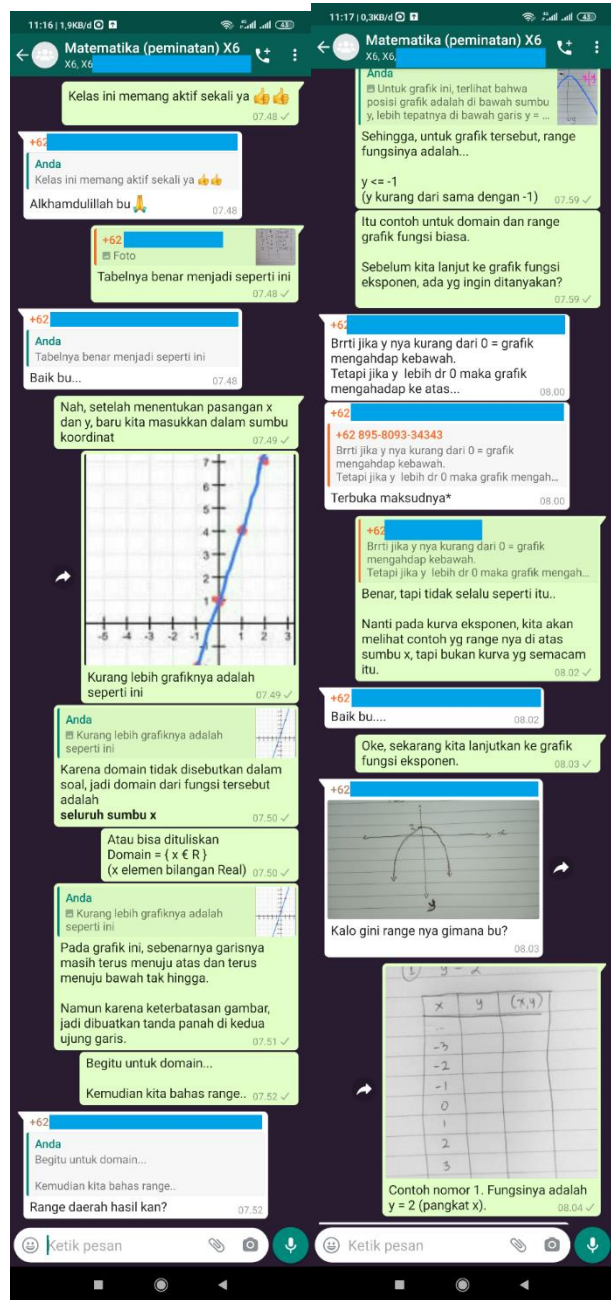 11:16 | 1,9KB/d
43
Matematika (peminatan) X6
X6, X6
Kelas ini memang aktif sekali ya 👍👍
07.48
+62
Anda
Kelas ini memang aktif sekali ya 👍👍
Alkhamdulillah bu 🙏
07.48
+62
Foto
Tabelnya benar menjadi seperti ini
07.48
+62
Anda
Tabelnya benar menjadi seperti ini
Baik bu...
07.48
Nah, setelah menentukan pasangan x
dan y, baru kita masukkan dalam sumbu
koordinat
07.49
7
6
5
4
3
2
1
-5 -4 -3 -2 -1 1 2 3
Kurang lebih grafiknya adalah
seperti ini
07.49
Anda
Kurang lebih grafiknya adalah
seperti ini
Karena domain tidak disebutkan dalam
soal, jadi domain dari fungsi tersebut
adalah
seluruh sumbu x
07.50
Atau bisa dituliskan
Domain = { x € R }
(x elemen bilangan Real)
07.50
Anda
Kurang lebih grafiknya adalah
seperti ini
Pada grafik ini, sebenarnya garisnya
masih terus menuju atas dan terus
menuju bawah tak hingga.
Namun karena keterbatasan gambar,
jadi dibuatkan tanda panah di kedua
ujung garis.
07.51
Begitu untuk domain...
Kemudian kita bahas range..
07.52
+62
Anda
Begitu untuk domain...
Kemudian kita bahas range..
Range daerah hasil kan?
07.52
Ketik pesan
11:17 | 0,3KB/d
43
Matematika (peminatan) X6
X6, X6,
Anda
Untuk grafik ini, terlihat bahwa
posisi grafik adalah di bawah sumbu
y, lebih tepatnya di bawah garis y = ...
Sehingga, untuk grafik tersebut, range
fungsinya adalah...
y <= -1
(y kurang dari sama dengan -1)
07.59
Itu contoh untuk domain dan range
grafik fungsi biasa.
Sebelum kita lanjut ke grafik fungsi
eksponen, ada yg ingin ditanyakan?
07.59
+62
Brrti jika y nya kurang dari 0 = grafik
mengahdap kebawah.
Tetapi jika y lebih dr 0 maka grafik
mengahadap ke atas...
08.00
+62
+62 895-8093-34343
Brrti jika y nya kurang dari 0 = grafik
mengahdap kebawah.
Tetapi jika y lebih dr 0 maka grafik mengah...
Terbuka maksudnya*
08.00
+62
Brrti jika y nya kurang dari 0 = grafik
mengahdap kebawah.
Tetapi jika y lebih dr 0 maka grafik mengah...
Benar, tapi tidak selalu seperti itu..
Nanti pada kurva eksponen, kita akan
melihat contoh yg range nya di atas
sumbu x, tapi bukan kurva yg semacam
itu.
08.02
+62
Baik bu....
08.02
Oke, sekarang kita lanjutkan ke grafik
fungsi eksponen.
08.03
+62
3
x
y
Kalo gini range nya gimana bu?
08.03
① y = 2
x y (x,y)
...
-3
-2
-1
0
1
2
3
Contoh nomor 1. Fungsinya adalah
y = 2 (pangkat x).
08.04
Ketik pesan